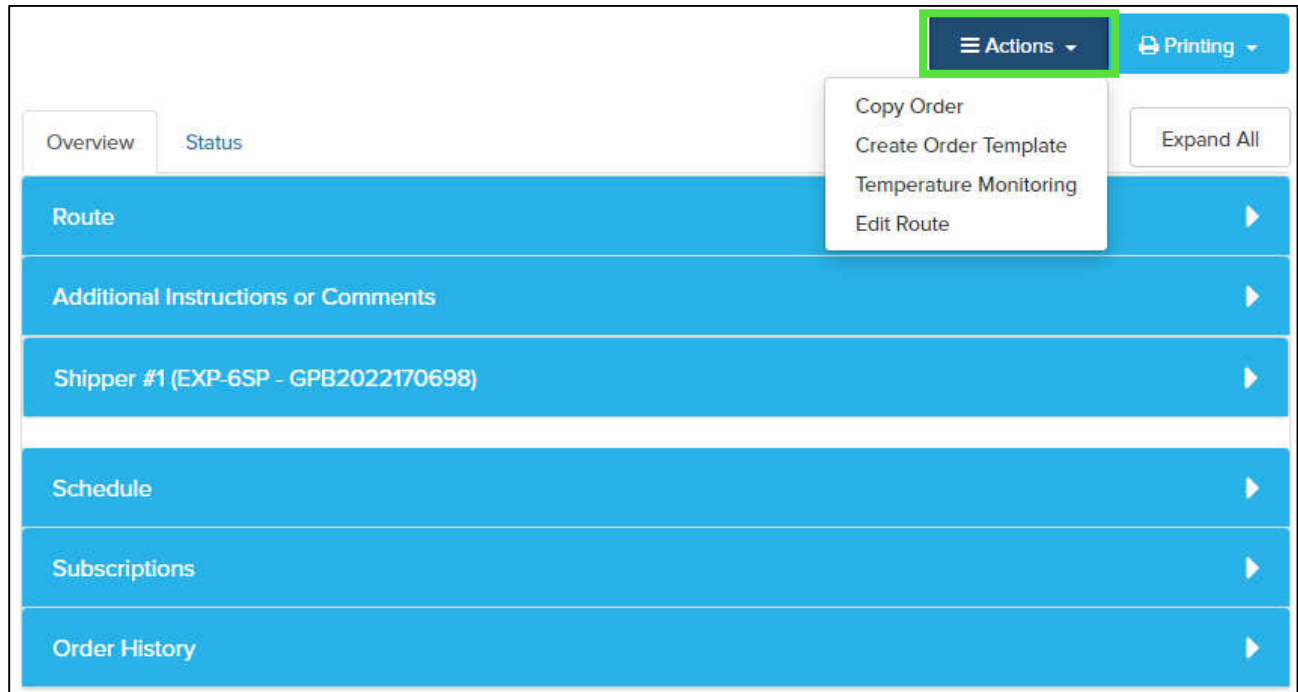 Actions
Printing
Copy Order
Create Order Template
Temperature Monitoring
Edit Route
Overview
Status
Expand All
Route
Additional Instructions or Comments
Shipper #1 (EXP-6SP - GPB2022170698)
Schedule
Subscriptions
Order History